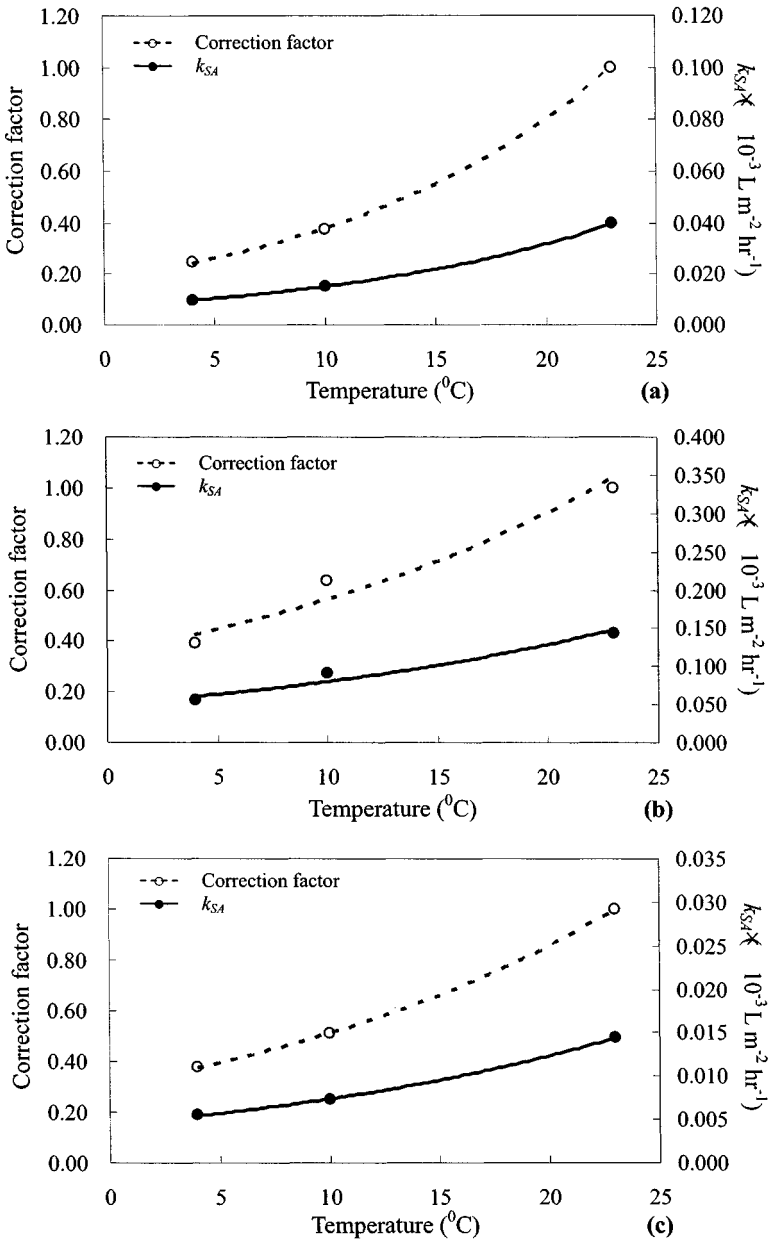 1.20
1.00
0.80
0.60
0.40
0.20
0.00
Correction factor
Correction factor
kSA
0.120
0.100
0.080
0.060
0.040
0.020
0.000
kSA× ( 10-3 L m-2 hr-1)
0 5 10 15 20 25
Temperature (0C)
(a)
1.20
1.00
0.80
0.60
0.40
0.20
0.00
Correction factor
Correction factor
kSA
0.400
0.350
0.300
0.250
0.200
0.150
0.100
0.050
0.000
kSA× ( 10-3 L m-2 hr-1)
0 5 10 15 20 25
Temperature (0C)
(b)
1.20
1.00
0.80
0.60
0.40
0.20
0.00
Correction factor
Correction factor
kSA
0.035
0.030
0.025
0.020
0.015
0.010
0.005
0.000
kSA× ( 10-3 L m-2 hr-1)
0 5 10 15 20 25
Temperature (0C)
(c)